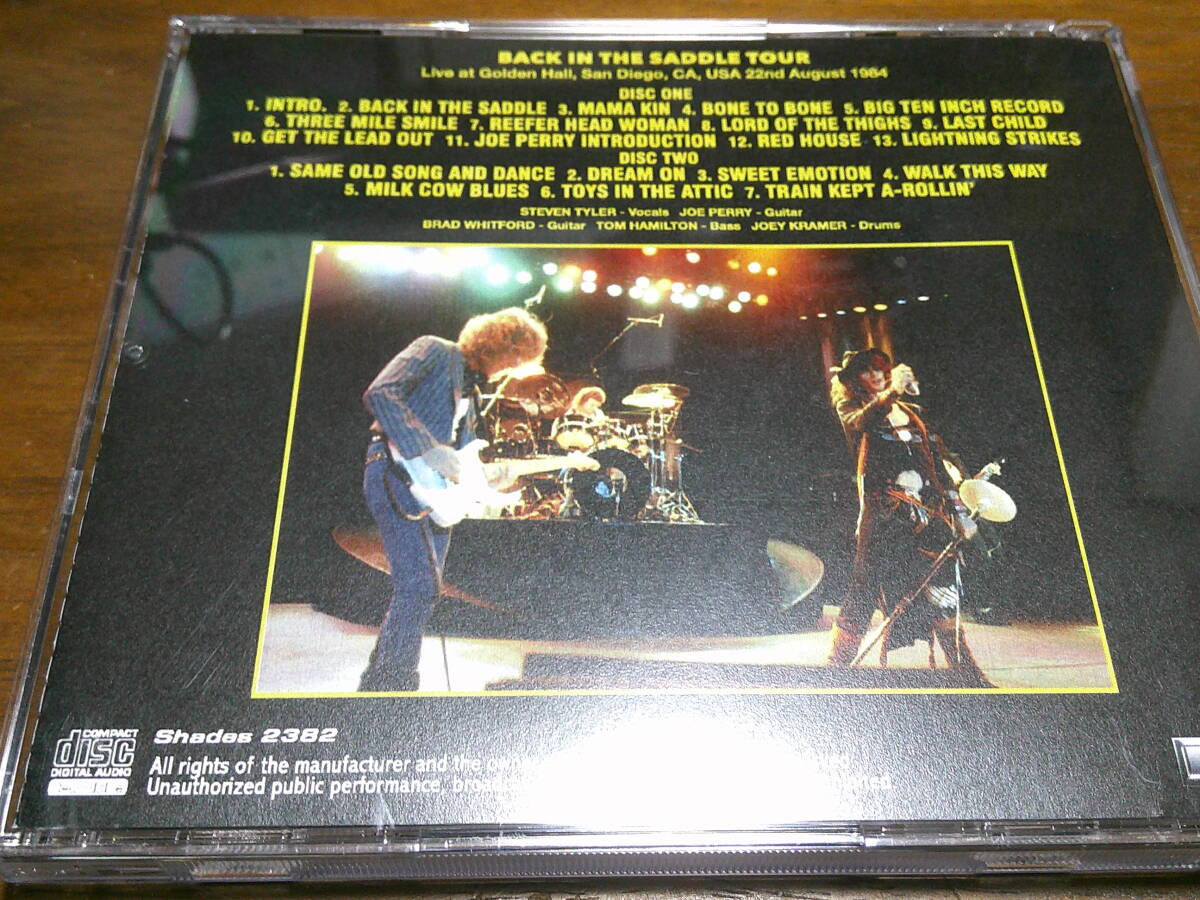 BACK IN THE SADDLE TOUR
Live at Golden Hall, San Diego, CA, USA 22nd August 1984
DISC ONE
1. INTRO. 2. BACK IN THE SADDLE 3. MAMA KIN 4. BONE TO BONE 5. BIG TEN INCH RECORD
6. THREE MILE SMILE 7. REEFER HEAD WOMAN 8. LORD OF THE THIGHS 9. LAST CHILD
10. GET THE LEAD OUT 11. JOE PERRY INTRODUCTION 12. RED HOUSE 13. LIGHTNING STRIKES
DISC TWO
1. SAME OLD SONG AND DANCE 2. DREAM ON 3. SWEET EMOTION 4. WALK THIS WAY
5. MILK COW BLUES 6. TOYS IN THE ATTIC 7. TRAIN KEPT A-ROLLIN'
STEVEN TYLER - Vocals JOE PERRY - Guitar
BRAD WHITFORD - Guitar TOM HAMILTON - Bass JOEY KRAMER - Drums
COMPACT
disc
DIGITAL AUDIO
Shades 2382
All rights of the manufacturer and the
Unauthorized public performance,